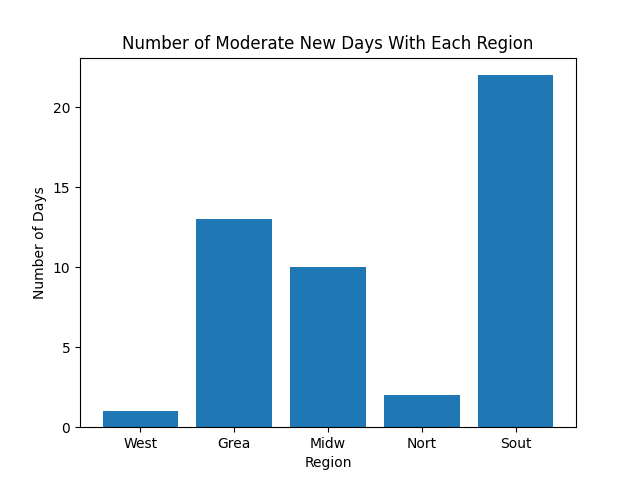 Number of Moderate New Days With Each Region
Number of Days
20
15
10
5
0
West Grea Midw Nort Sout
Region